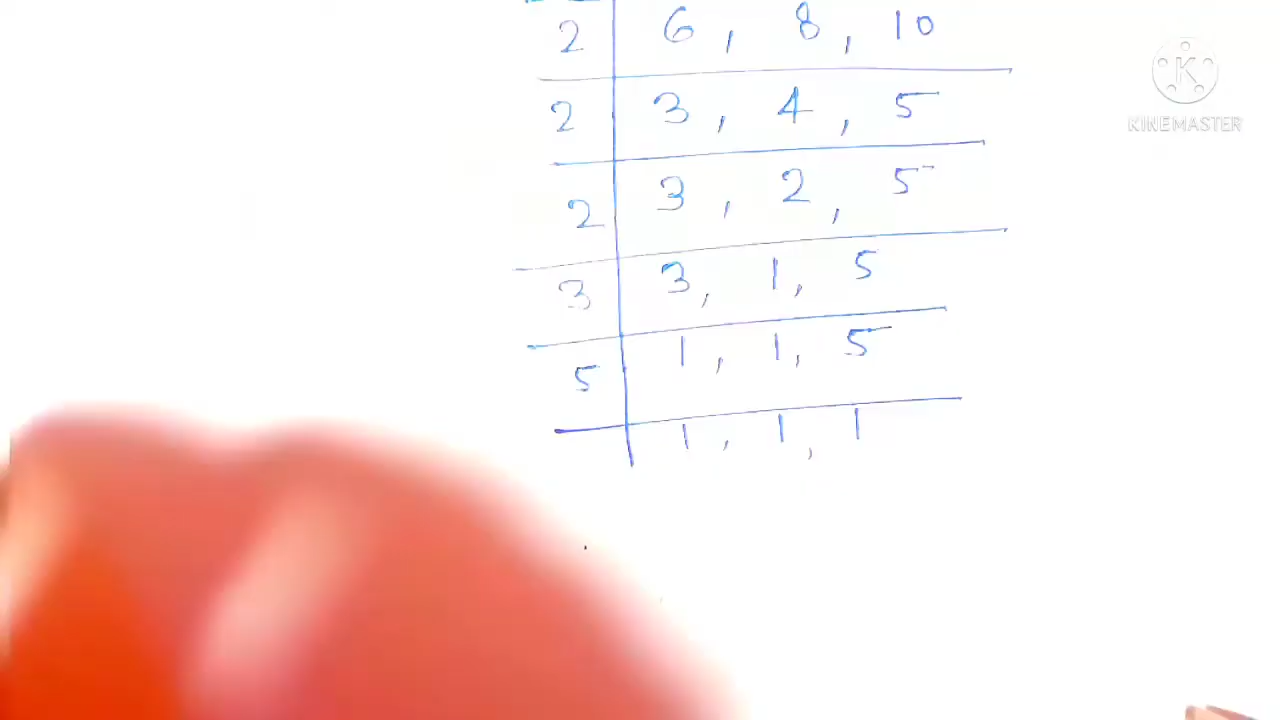 2 6, 8, 10
2 3, 4, 5
2 3, 2, 5
3 3, 1, 5
5 1, 1, 5
1, 1, 1
KINEMASTER